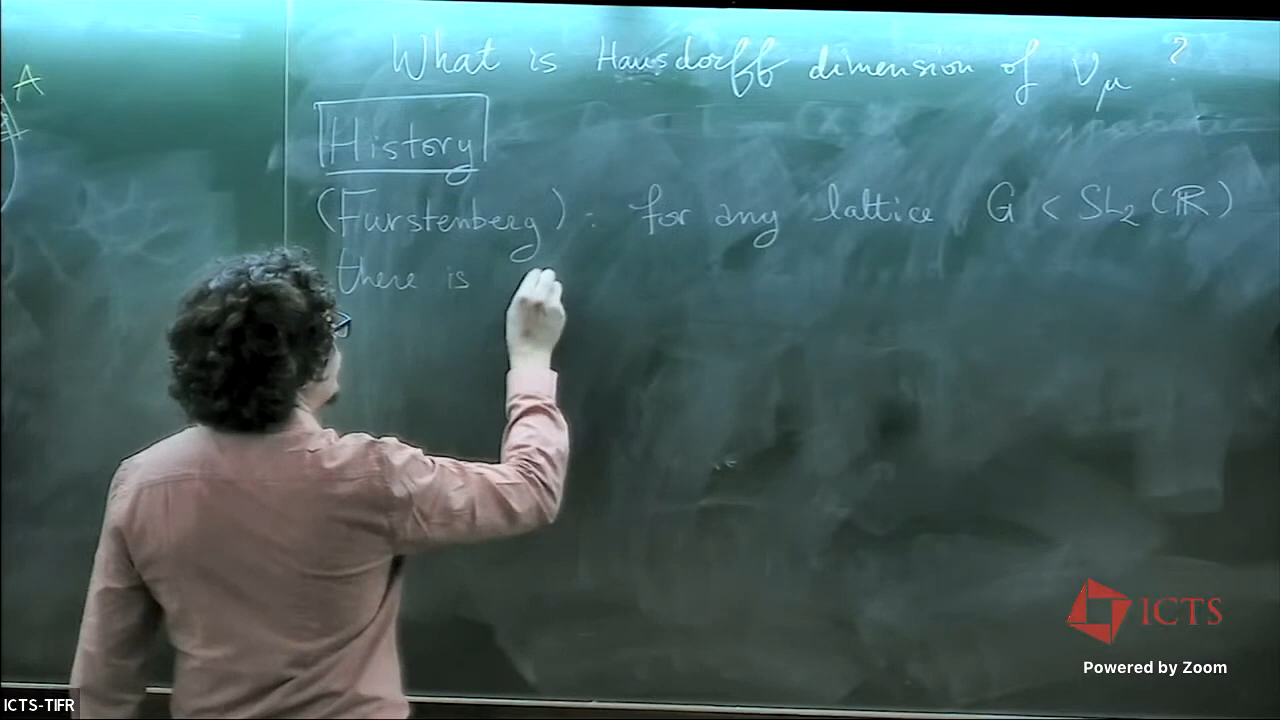 What is Hausdorff dimension of ν_μ ?
A
History
(Furstenberg) : for any lattice G < SL₂(ℝ)
there is
ICTS
Powered by Zoom
ICTS-TIFR